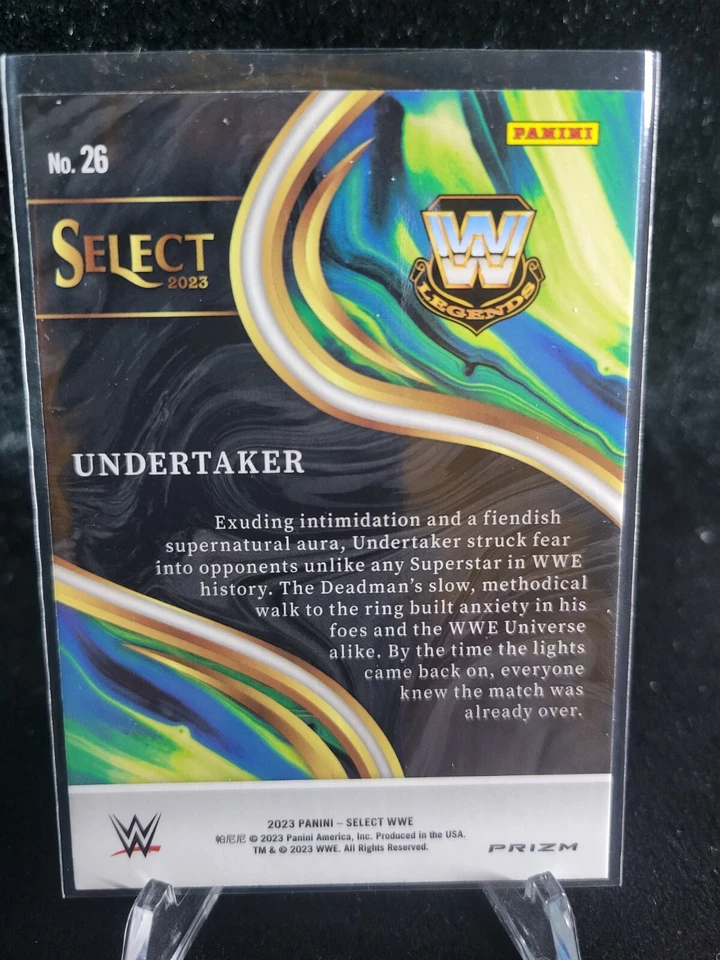 PANINI
No. 26
SELECT
2023
WW
LEGENDS
UNDERTAKER
Exuding intimidation and a fiendish
supernatural aura, Undertaker struck fear
into opponents unlike any Superstar in WWE
history. The Deadman's slow, methodical
walk to the ring built anxiety in his
foes and the WWE Universe
alike. By the time the lights
came back on, everyone
knew the match was
already over.
W
2023 PANINI – SELECT WWE
帕尼尼 © 2023 Panini America, Inc. Produced in the USA.
TM & © 2023 WWE. All Rights Reserved.
PRIZM